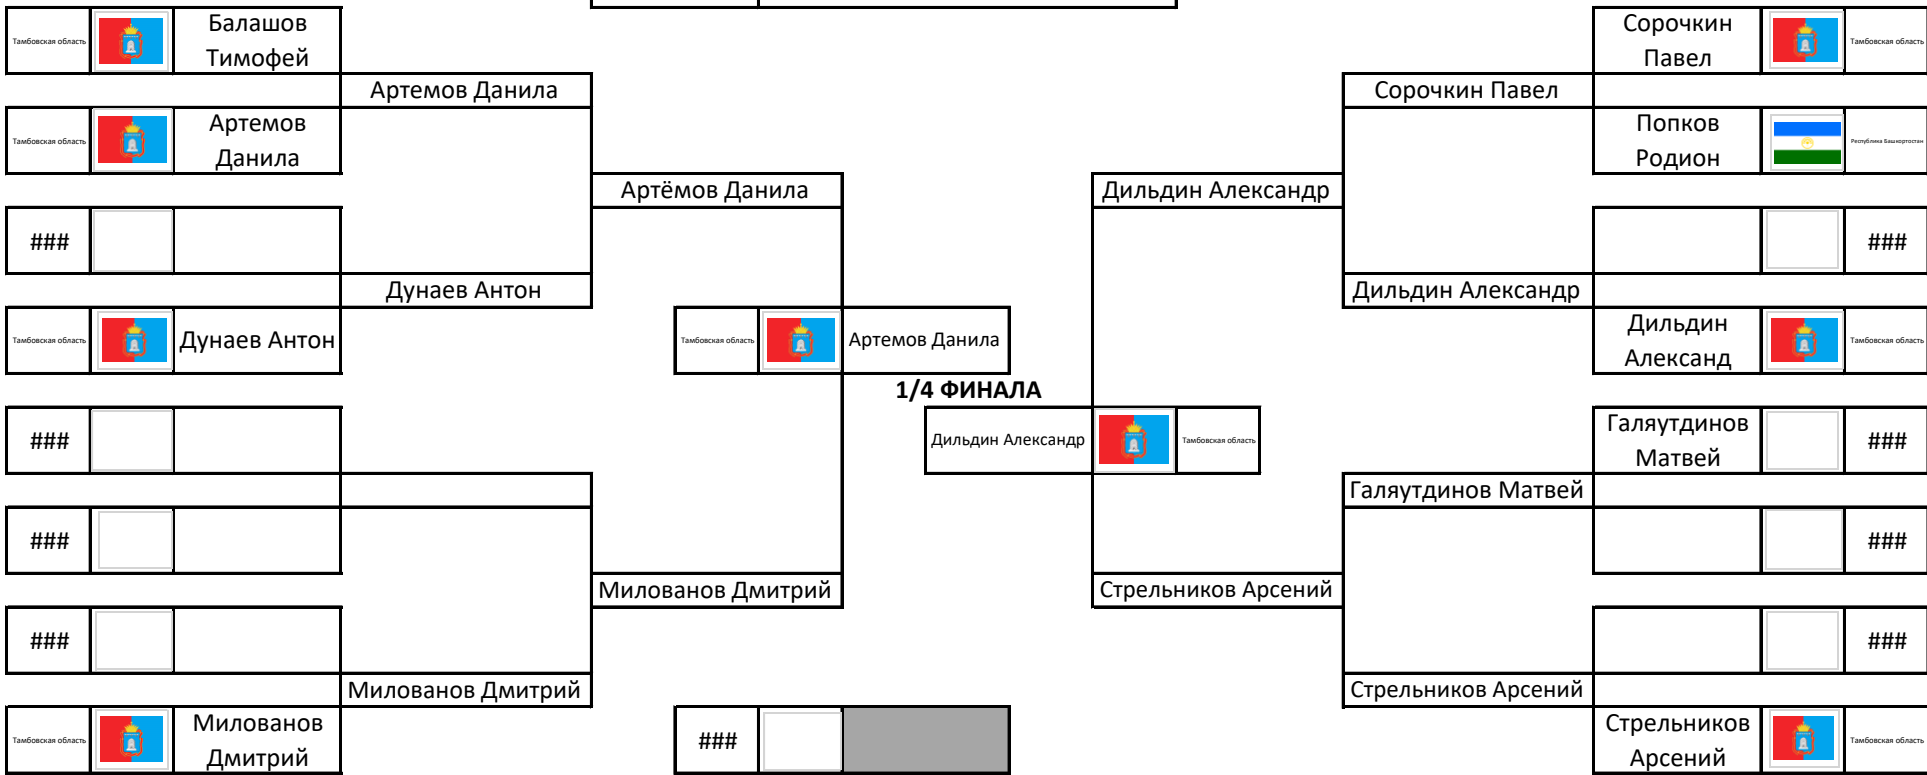 Тамбовская область
Балашов
Тимофей
Артемов Данила
Тамбовская область
Артемов
Данила
Артёмов Данила
###
Дунаев Антон
Тамбовская область
Дунаев Антон
Тамбовская область
Артемов Данила
1/4 ФИНАЛА
###
###
Милованов Дмитрий
###
Милованов Дмитрий
Тамбовская область
Милованов
Дмитрий
###
Сорочкин
Павел
Тамбовская область
Сорочкин Павел
Попков
Родион
Республика Башкортостан
Дильдин Александр
###
Дильдин Александр
Дильдин
Александ
Тамбовская область
Дильдин Александр
Тамбовская область
Галяутдинов
Матвей
###
Галяутдинов Матвей
###
Стрельников Арсений
###
Стрельников Арсений
Стрельников
Арсений
Тамбовская область